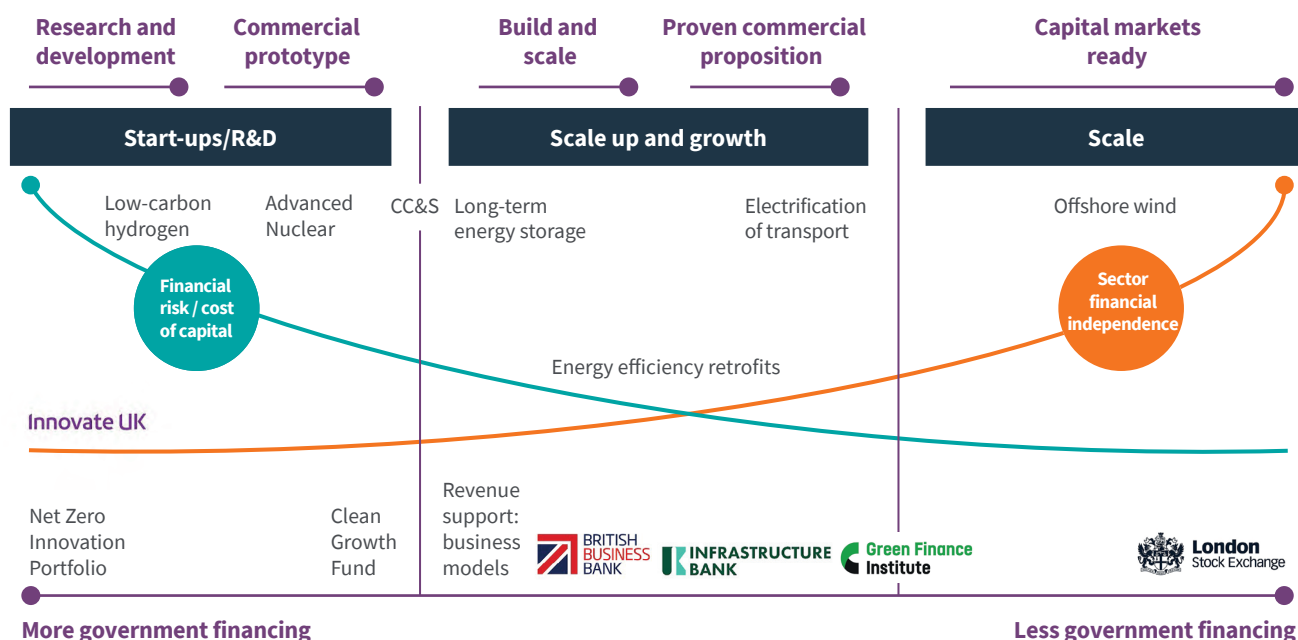 Research and
development
Commercial
prototype
Build and
scale
Proven commercial
proposition
Capital markets
ready
Start-ups/R&D
Scale up and growth
Scale
Low-carbon
hydrogen
Advanced
Nuclear
CC&S
Long-term
energy storage
Electrification
of transport
Offshore wind
Financial
risk / cost
of capital
Sector
financial
independence
Energy efficiency retrofits
Innovate UK
Net Zero
Innovation
Portfolio
Clean
Growth
Fund
Revenue
support:
business
models
BRITISH
BUSINESS
BANK
INFRASTRUCTURE
BANK
Green Finance
Institute
London
Stock Exchange
More government financing
Less government financing